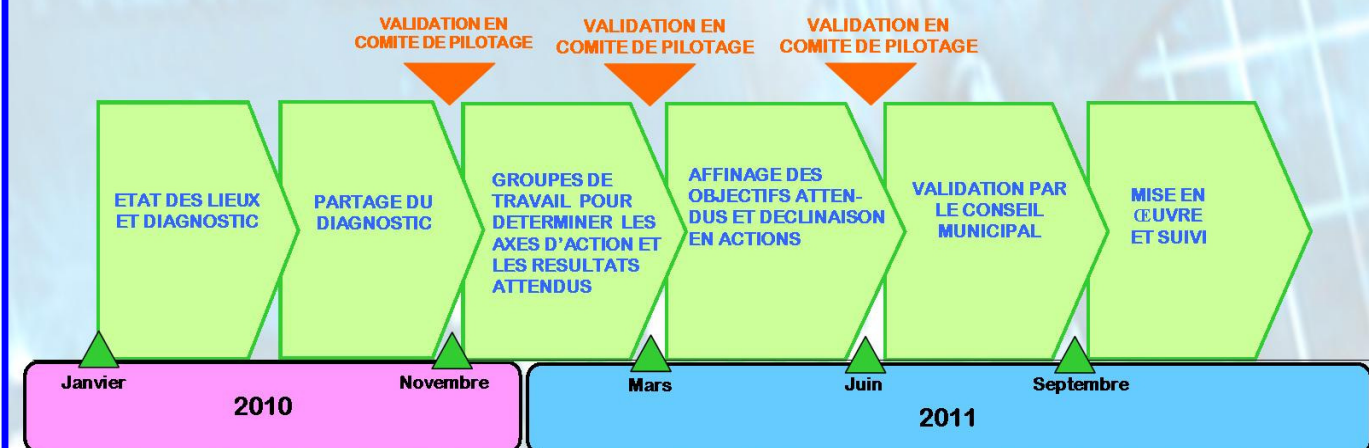 VALIDATION EN
COMITE DE PILOTAGE
VALIDATION EN
COMITE DE PILOTAGE
VALIDATION EN
COMITE DE PILOTAGE
ETAT DES LIEUX
ET DIAGNOSTIC
PARTAGE DU
DIAGNOSTIC
GROUPES DE
TRAVAIL POUR
DETERMINER LES
AXES D'ACTION ET
LES RESULTATS
ATTENDUS
AFFINAGE DES
OBJECTIFS ATTEN-
DUS ET DECLINAISON
EN ACTIONS
VALIDATION PAR
LE CONSEIL
MUNICIPAL
MISE EN
ŒUVRE
ET SUIVI
Janvier
Novembre
Mars
Juin
Septembre
2010
2011